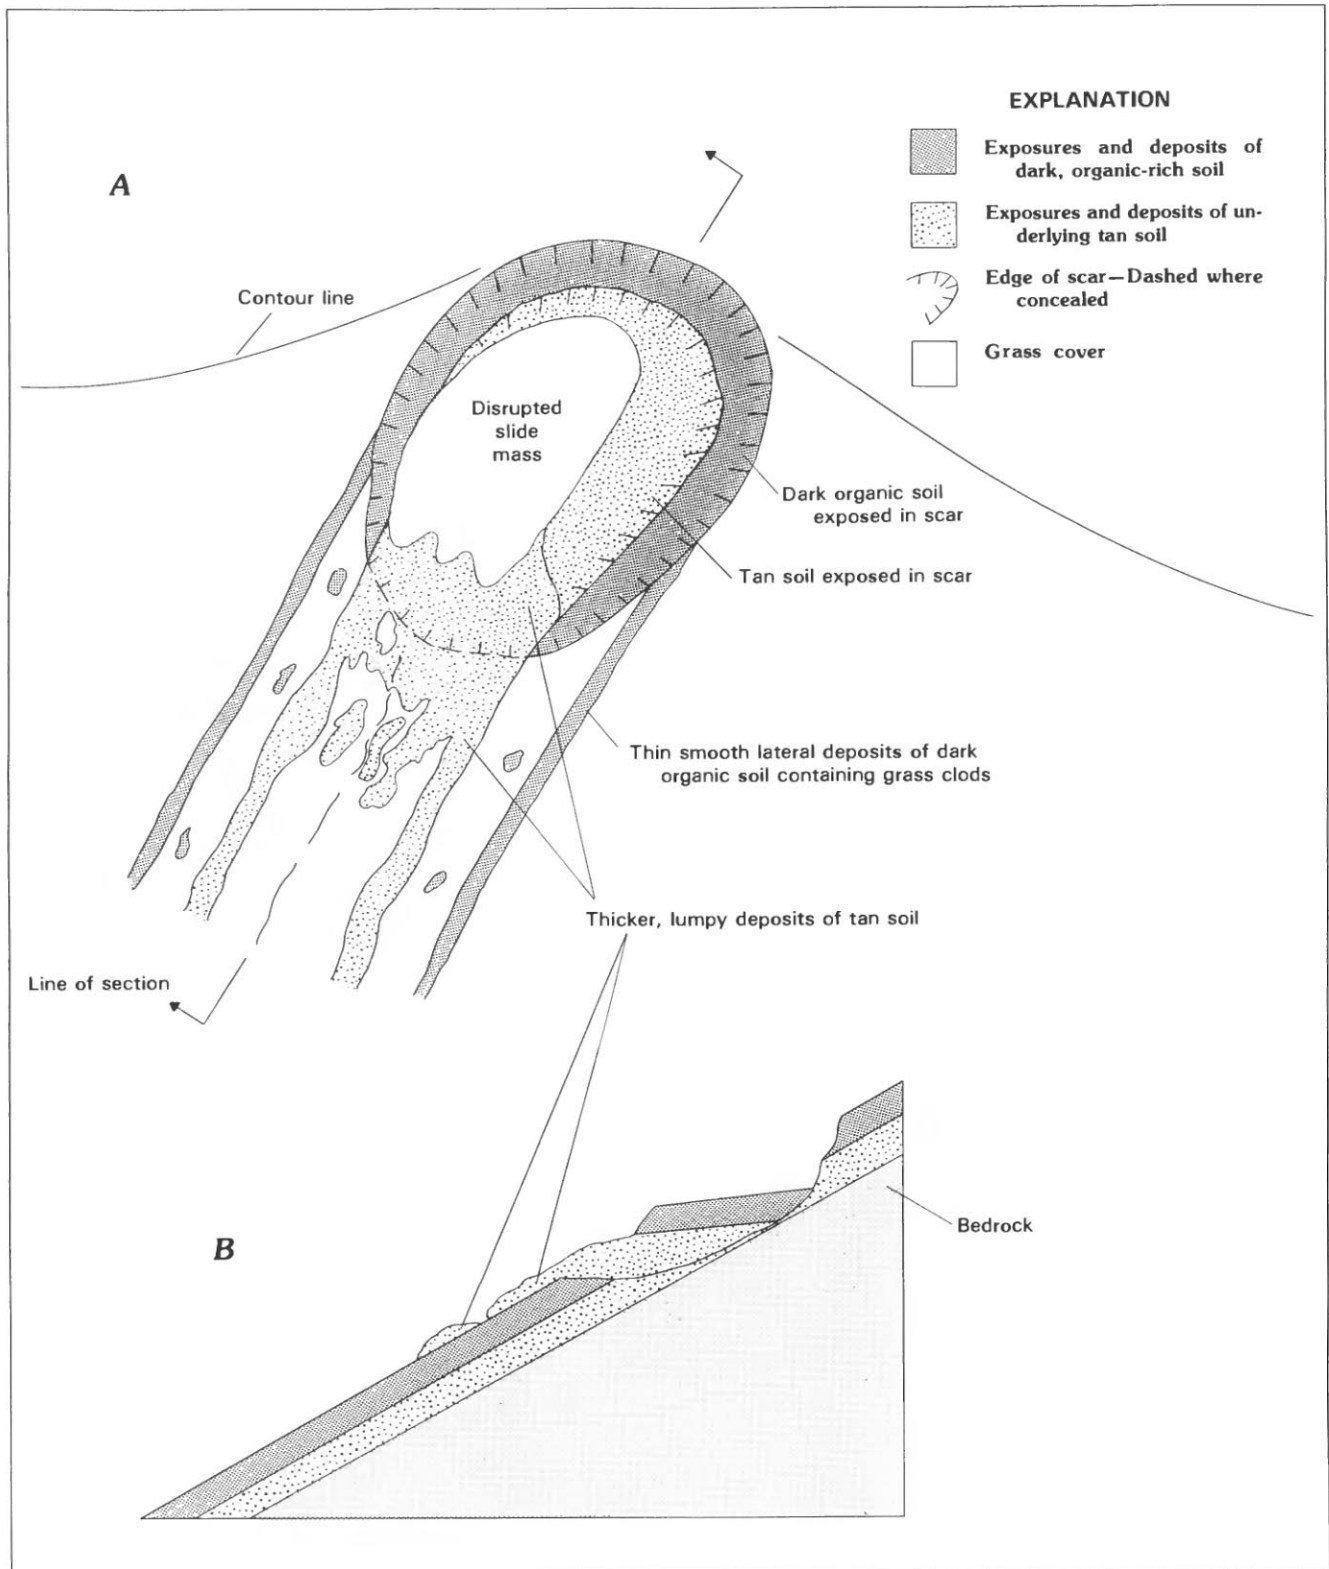 EXPLANATION
Exposures and deposits of
dark, organic-rich soil
Exposures and deposits of un-
derlying tan soil
Edge of scar—Dashed where
concealed
Grass cover
A
Contour line
Disrupted
slide
mass
Dark organic soil
exposed in scar
Tan soil exposed in scar
Thin smooth lateral deposits of dark
organic soil containing grass clods
Thicker, lumpy deposits of tan soil
Line of section
B
Bedrock